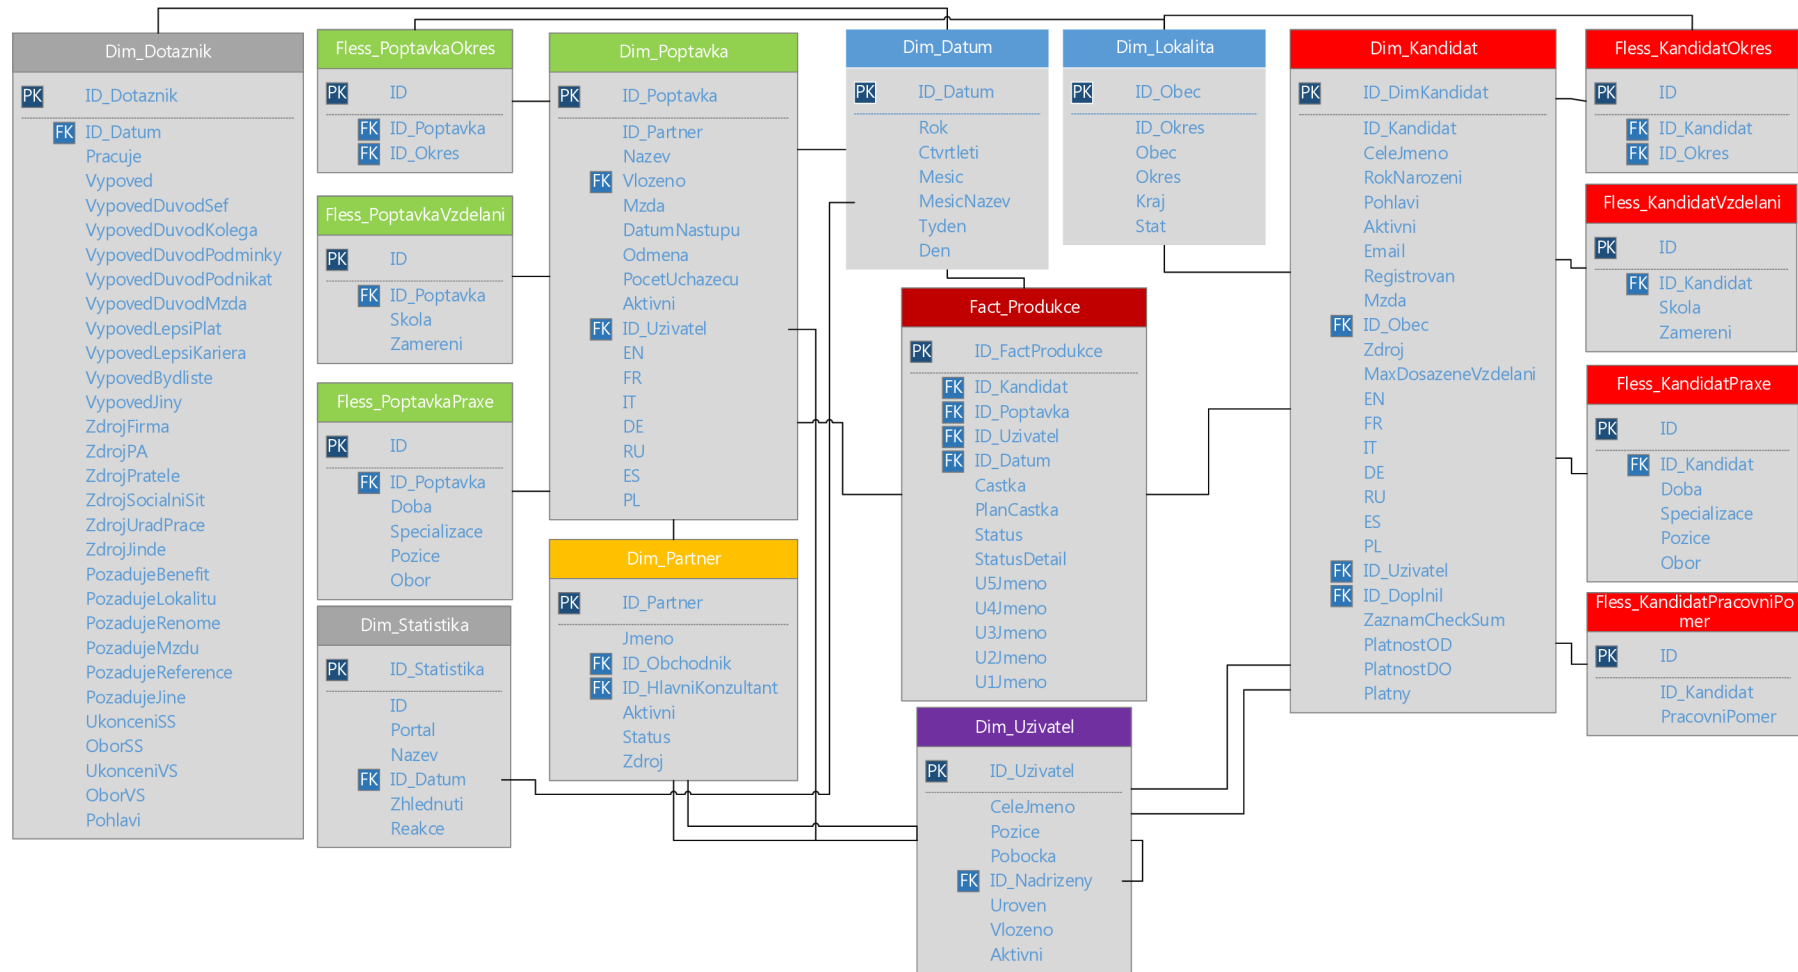 Dim_Dotaznik
PK ID_Dotaznik
FK ID_Datum
Pracuje
Vypoved
VypovedDuvodSef
VypovedDuvodKolega
VypovedDuvodPodminky
VypovedDuvodPodnikat
VypovedDuvodMzda
VypovedLepsiPlat
VypovedLepsiKariera
VypovedBydliste
VypovedJiny
ZdrojFirma
ZdrojPA
ZdrojPratele
ZdrojSocialniSit
ZdrojUradPrace
ZdrojJinde
PozadujeBenefit
PozadujeLokalitu
PozadujeRenome
PozadujeMzdu
PozadujeReference
PozadujeJine
UkonceniSS
OborSS
UkonceniVS
OborVS
Pohlavi
Fless_PoptavkaOkres
PK ID
FK ID_Poptavka
FK ID_Okres
Fless_PoptavkaVzdelani
PK ID
FK ID_Poptavka
Skola
Zamereni
Fless_PoptavkaPraxe
PK ID
FK ID_Poptavka
Doba
Specializace
Pozice
Obor
Dim_Statistika
PK ID_Statistika
ID
Portal
Nazev
FK ID_Datum
Zhlednuti
Reakce
Dim_Poptavka
PK ID_Poptavka
ID_Partner
Nazev
FK Vlozeno
Mzda
DatumNastupu
Odmena
PocetUchazecu
Aktivni
FK ID_Uzivatel
EN
FR
IT
DE
RU
ES
PL
Dim_Partner
PK ID_Partner
Jmeno
FK ID_Obchodnik
FK ID_HlavniKonzultant
Aktivni
Status
Zdroj
Dim_Datum
PK ID_Datum
Rok
Ctvrtleti
Mesic
MesicNazev
Tyden
Den
Dim_Lokalita
PK ID_Obec
ID_Okres
Obec
Okres
Kraj
Stat
Fact_Produkce
PK ID_FactProdukce
FK ID_Kandidat
FK ID_Poptavka
FK ID_Uzivatel
FK ID_Datum
Castka
PlanCastka
Status
StatusDetail
U5Jmeno
U4Jmeno
U3Jmeno
U2Jmeno
U1Jmeno
Dim_Uzivatel
PK ID_Uzivatel
CeleJmeno
Pozice
Pobocka
FK ID_Nadrizeny
Uroven
Vlozeno
Aktivni
Dim_Kandidat
PK ID_DimKandidat
ID_Kandidat
CeleJmeno
RokNarozeni
Pohlavi
Aktivni
Email
Registrovan
Mzda
FK ID_Obec
Zdroj
MaxDosazeneVzdelani
EN
FR
IT
DE
RU
ES
PL
FK ID_Uzivatel
FK ID_Doplnil
ZaznamCheckSum
PlatnostOD
PlatnostDO
Platny
Fless_KandidatOkres
PK ID
FK ID_Kandidat
FK ID_Okres
Fless_KandidatVzdelani
PK ID
FK ID_Kandidat
Skola
Zamereni
Fless_KandidatPraxe
PK ID
FK ID_Kandidat
Doba
Specializace
Pozice
Obor
Fless_KandidatPracovniPo
mer
PK ID
ID_Kandidat
PracovniPomer